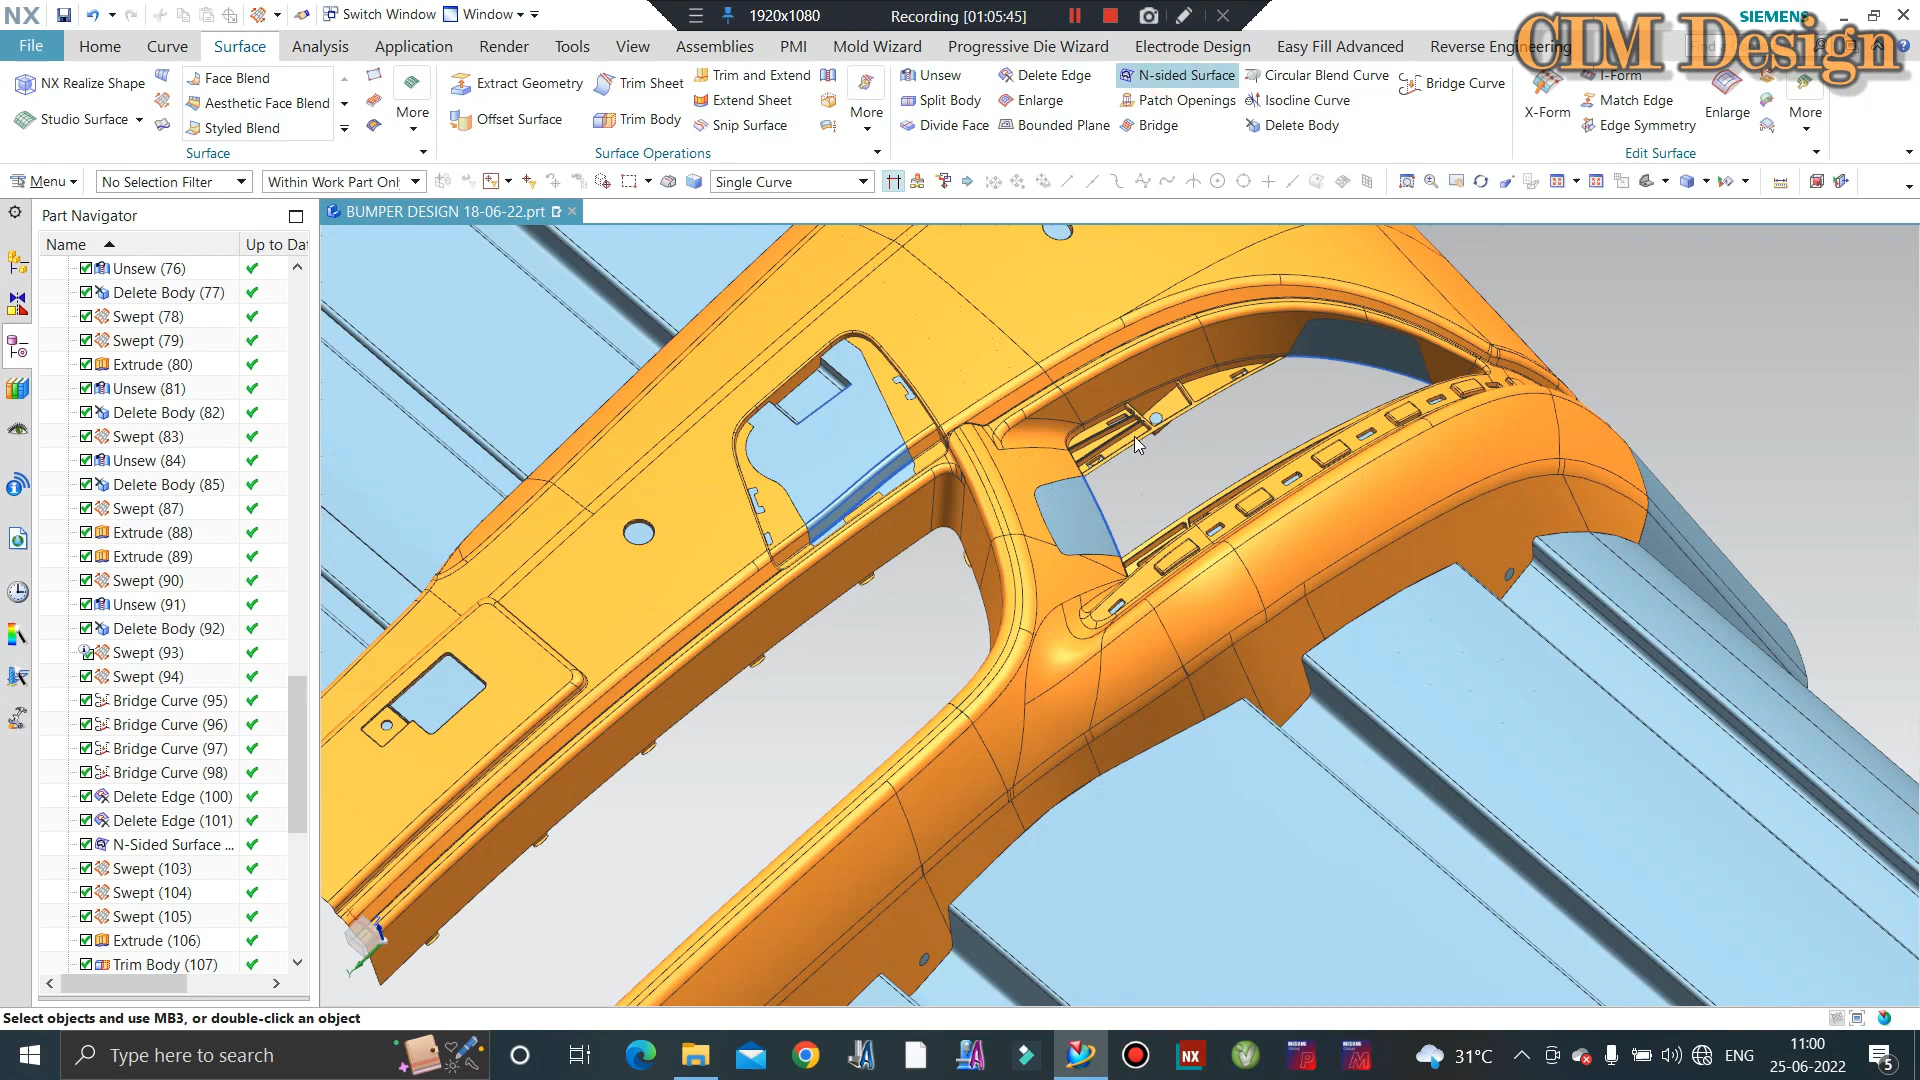 NX
Switch Window
Window
1920x1080
Recording [01:05:45]
SIEMENS
CIM Design
File
Home
Curve
Surface
Analysis
Application
Render
Tools
View
Assemblies
PMI
Mold Wizard
Progressive Die Wizard
Electrode Design
Easy Fill Advanced
Reverse Engineering
NX Realize Shape
Studio Surface
Face Blend
Aesthetic Face Blend
Styled Blend
More
Surface
Extract Geometry
Offset Surface
Trim Sheet
Trim Body
Trim and Extend
Extend Sheet
Snip Surface
More
Surface Operations
Unsew
Split Body
Divide Face
Delete Edge
Enlarge
Bounded Plane
N-sided Surface
Patch Openings
Bridge
Circular Blend Curve
Isocline Curve
Delete Body
Bridge Curve
X-Form
I-Form
Match Edge
Edge Symmetry
Enlarge
More
Edit Surface
Menu
No Selection Filter
Within Work Part Onl
Single Curve
Part Navigator
BUMPER DESIGN 18-06-22.prt
Name
Up to Da
Unsew (76)
Delete Body (77)
Swept (78)
Swept (79)
Extrude (80)
Unsew (81)
Delete Body (82)
Swept (83)
Unsew (84)
Delete Body (85)
Swept (87)
Extrude (88)
Extrude (89)
Swept (90)
Unsew (91)
Delete Body (92)
Swept (93)
Swept (94)
Bridge Curve (95)
Bridge Curve (96)
Bridge Curve (97)
Bridge Curve (98)
Delete Edge (100)
Delete Edge (101)
N-Sided Surface ...
Swept (103)
Swept (104)
Swept (105)
Extrude (106)
Trim Body (107)
Select objects and use MB3, or double-click an object
Type here to search
NX
31°C
ENG
11:00
25-06-2022
5